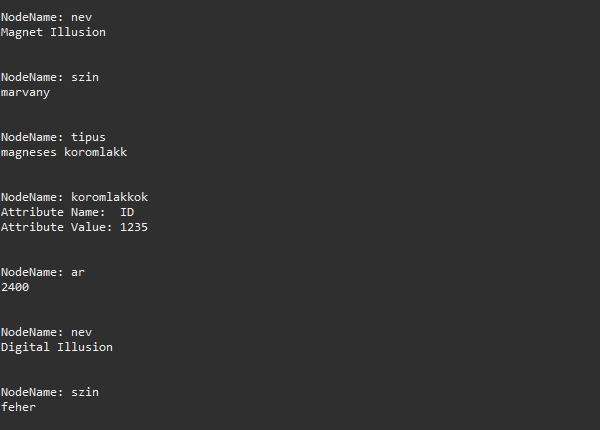 NodeName: nev
Magnet Illusion
NodeName: szin
marvany
NodeName: tipus
magneses koromlakk
NodeName: koromlakkok
Attribute Name:  ID
Attribute Value: 1235
NodeName: ar
2400
NodeName: nev
Digital Illusion
NodeName: szin
feher